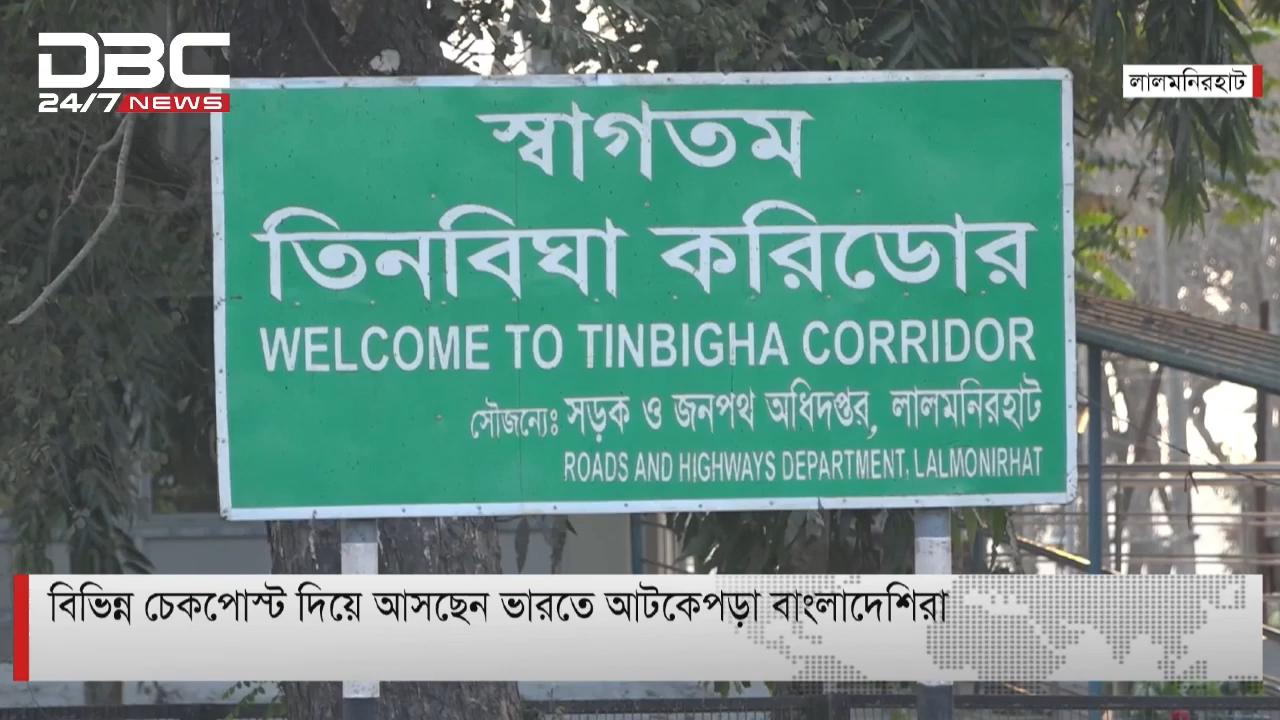 DBC
24/7 NEWS
লালমনিরহাট
স্বাগতম
তিনবিঘা করিডোর
WELCOME TO TINBIGHA CORRIDOR
সৌজন্যেঃ সড়ক ও জনপথ অধিদপ্তর, লালমনিরহাট
ROADS AND HIGHWAYS DEPARTMENT, LALMONIRHAT
বিভিন্ন চেকপোস্ট দিয়ে আসছেন ভারতে আটকেপড়া বাংলাদেশিরা